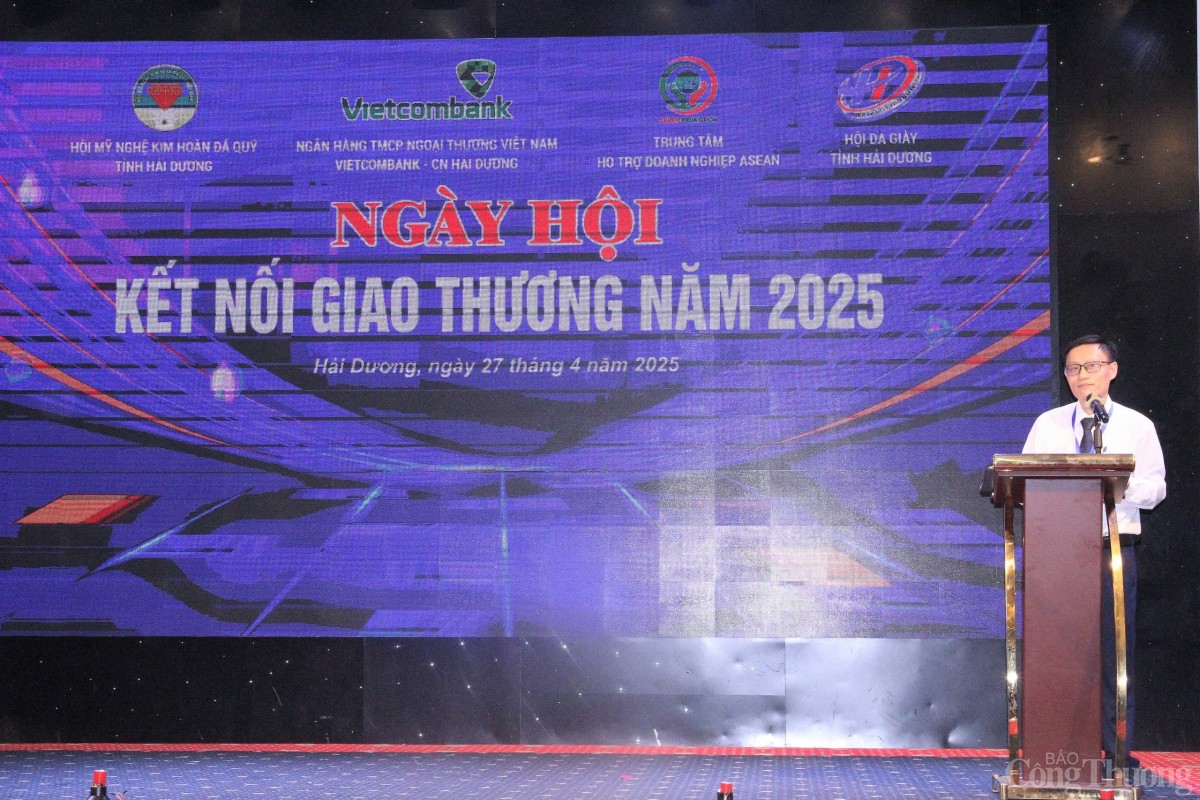 Vietcombank
HỘI MỸ NGHỆ KIM HOÀN ĐÁ QUÝ
TỈNH HẢI DƯƠNG
NGÂN HÀNG TMCP NGOẠI THƯƠNG VIỆT NAM
VIETCOMBANK - CN HẢI DƯƠNG
TRUNG TÂM
HỖ TRỢ DOANH NGHIỆP ASEAN
HỘI DA GIÀY
TỈNH HẢI DƯƠNG
NGÀY HỘI
KẾT NỐI GIAO THƯƠNG NĂM 2025
Hải Dương, ngày 27 tháng 4 năm 2025
BÁO
Công Thương